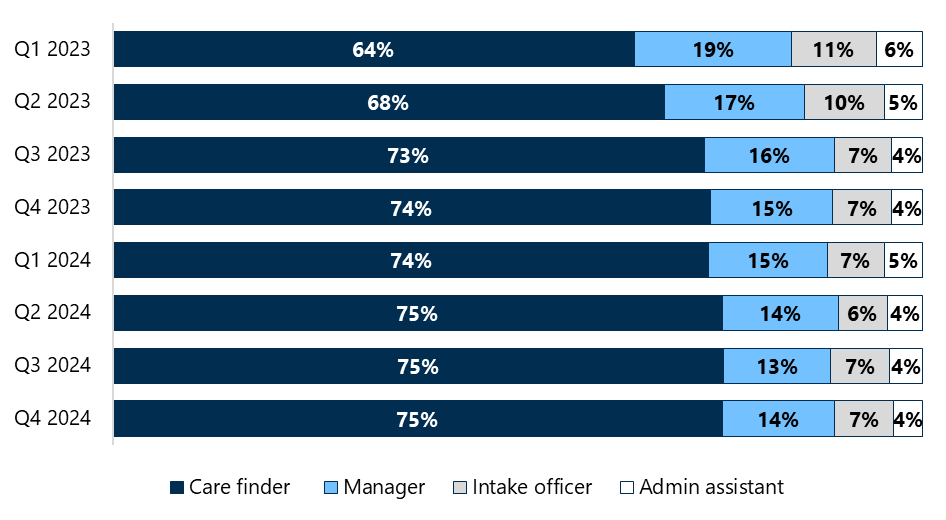 Q1 2023 64% 19% 11% 6%
Q2 2023 68% 17% 10% 5%
Q3 2023 73% 16% 7% 4%
Q4 2023 74% 15% 7% 4%
Q1 2024 74% 15% 7% 5%
Q2 2024 75% 14% 6% 4%
Q3 2024 75% 13% 7% 4%
Q4 2024 75% 14% 7% 4%
Care finder Manager Intake officer Admin assistant